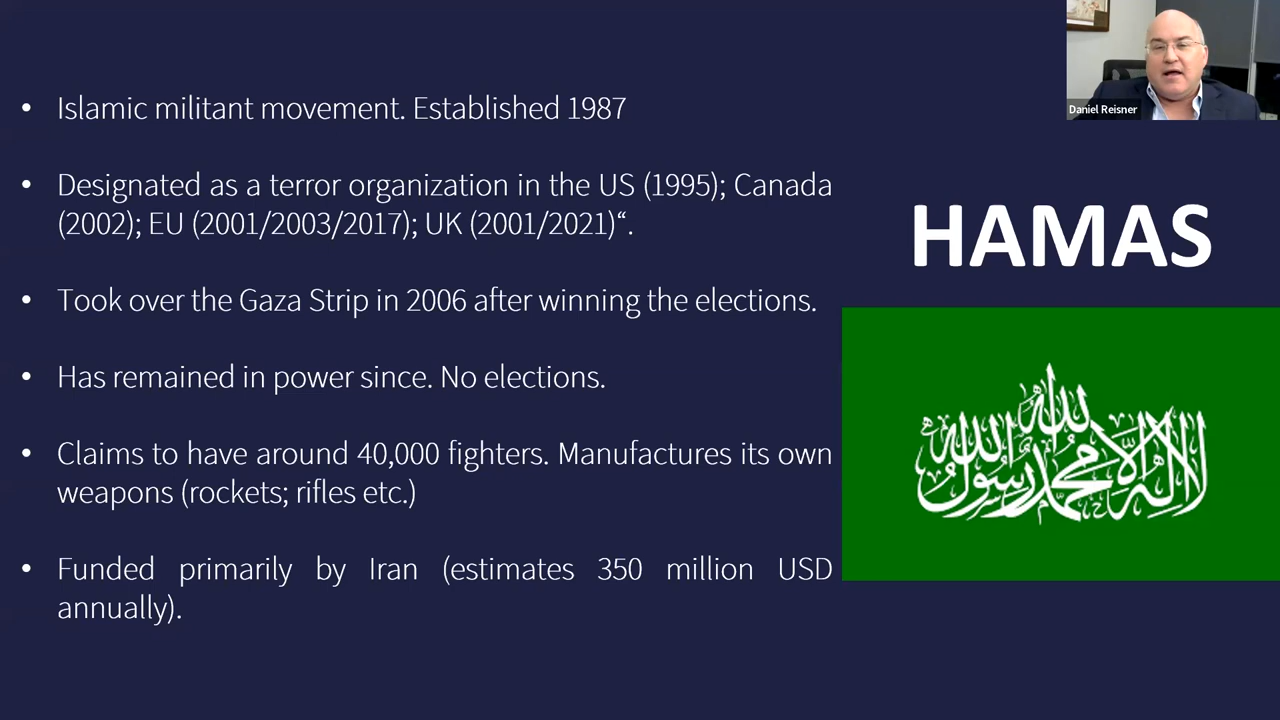 Daniel Reisner
• Islamic militant movement. Established 1987
• Designated as a terror organization in the US (1995); Canada
(2002); EU (2001/2003/2017); UK (2001/2021)“.
• Took over the Gaza Strip in 2006 after winning the elections.
• Has remained in power since. No elections.
• Claims to have around 40,000 fighters. Manufactures its own
weapons (rockets; rifles etc.)
• Funded primarily by Iran (estimates 350 million USD
annually).
HAMAS
لا إله إلا الله محمد رسول الله